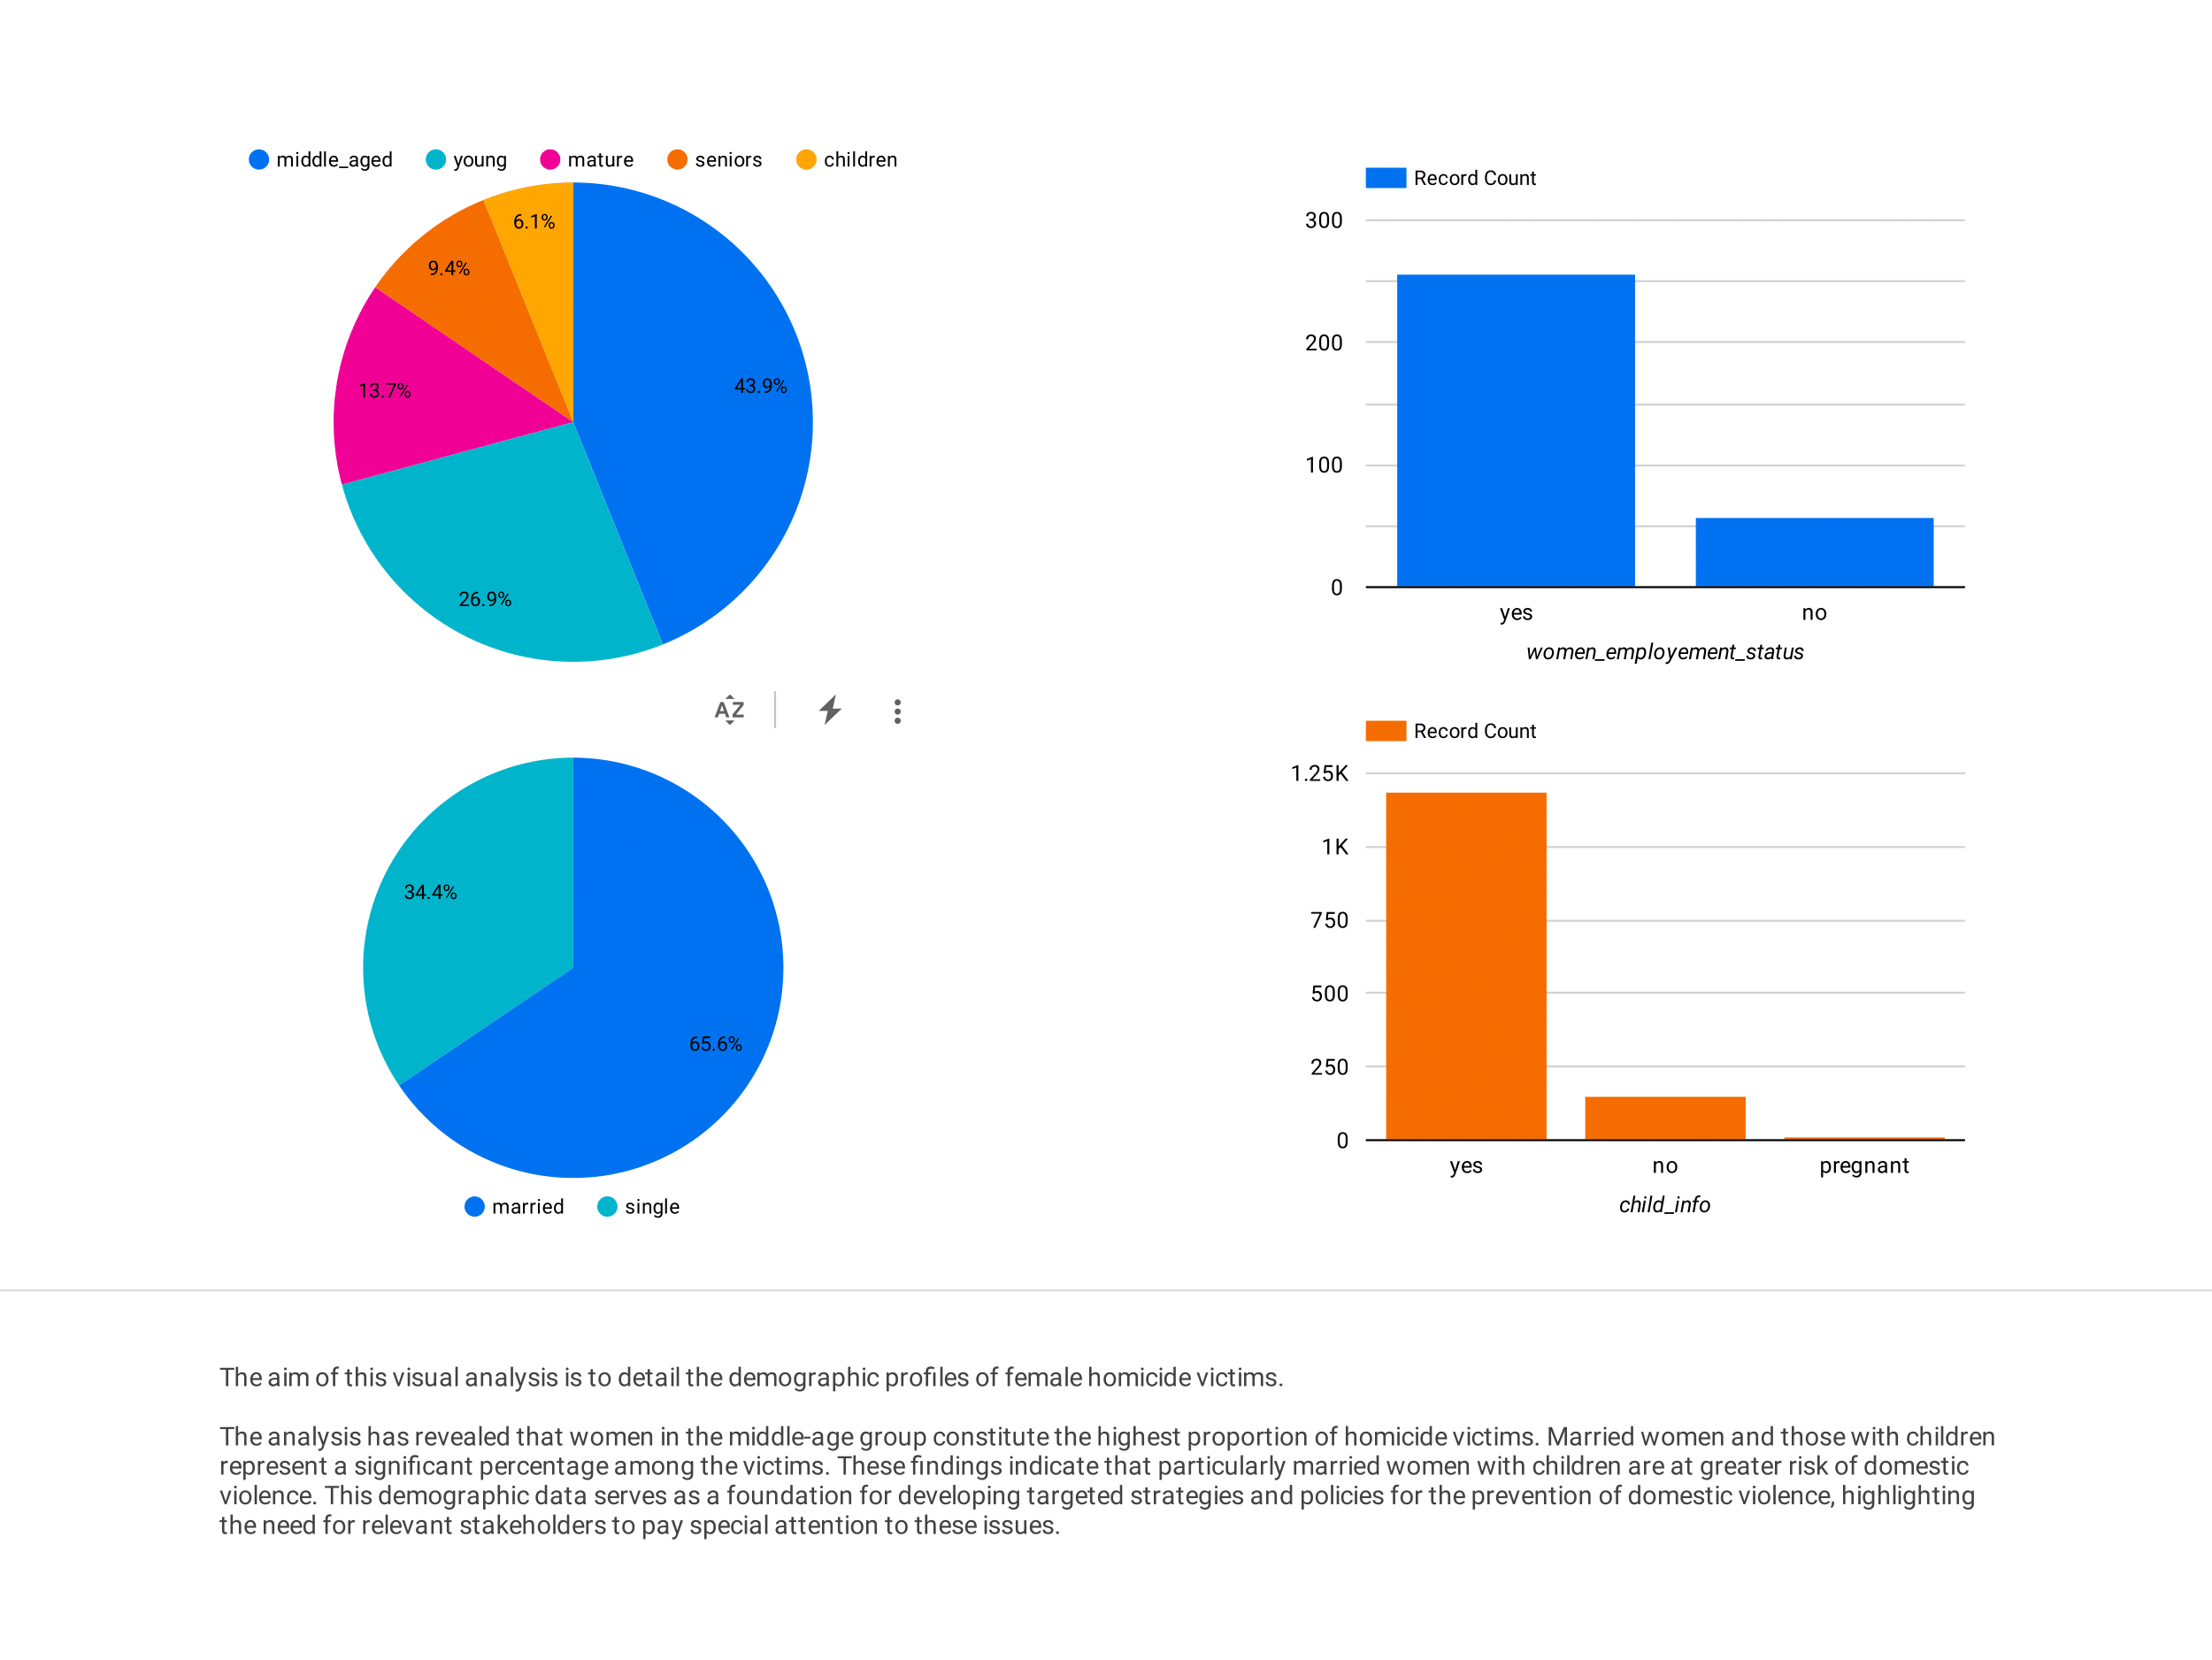 middle_aged young mature seniors children
6.1%
9.4%
43.9%
13.7%
26.9%
AZ
34.4%
65.6%
married single
Record Count
300
200
100
0
yes no
women_employement_status
Record Count
1.25K
1K
750
500
250
0
yes no pregnant
child_info
The aim of this visual analysis is to detail the demographic profiles of female homicide victims.
The analysis has revealed that women in the middle-age group constitute the highest proportion of homicide victims. Married women and those with children
represent a significant percentage among the victims. These findings indicate that particularly married women with children are at greater risk of domestic
violence. This demographic data serves as a foundation for developing targeted strategies and policies for the prevention of domestic violence, highlighting
the need for relevant stakeholders to pay special attention to these issues.